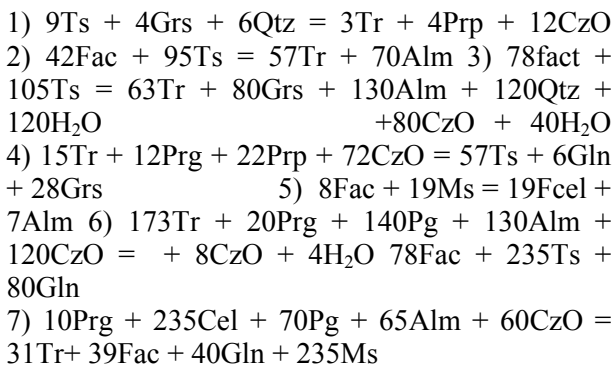 1) 9Ts + 4Grs + 6Qtz = 3Tr + 4Prp + 12CzO
2) 42Fac + 95Ts = 57Tr + 70Alm 3) 78fact +
105Ts = 63Tr + 80Grs + 130Alm + 120Qtz +
120H₂O +80CzO + 40H₂O
4) 15Tr + 12Prg + 22Prp + 72CzO = 57Ts + 6Gln
+ 28Grs 5) 8Fac + 19Ms = 19Fcel +
7Alm 6) 173Tr + 20Prg + 140Pg + 130Alm +
120CzO = + 8CzO + 4H₂O 78Fac + 235Ts +
80Gln
7) 10Prg + 235Cel + 70Pg + 65Alm + 60CzO =
31Tr+ 39Fac + 40Gln + 235Ms